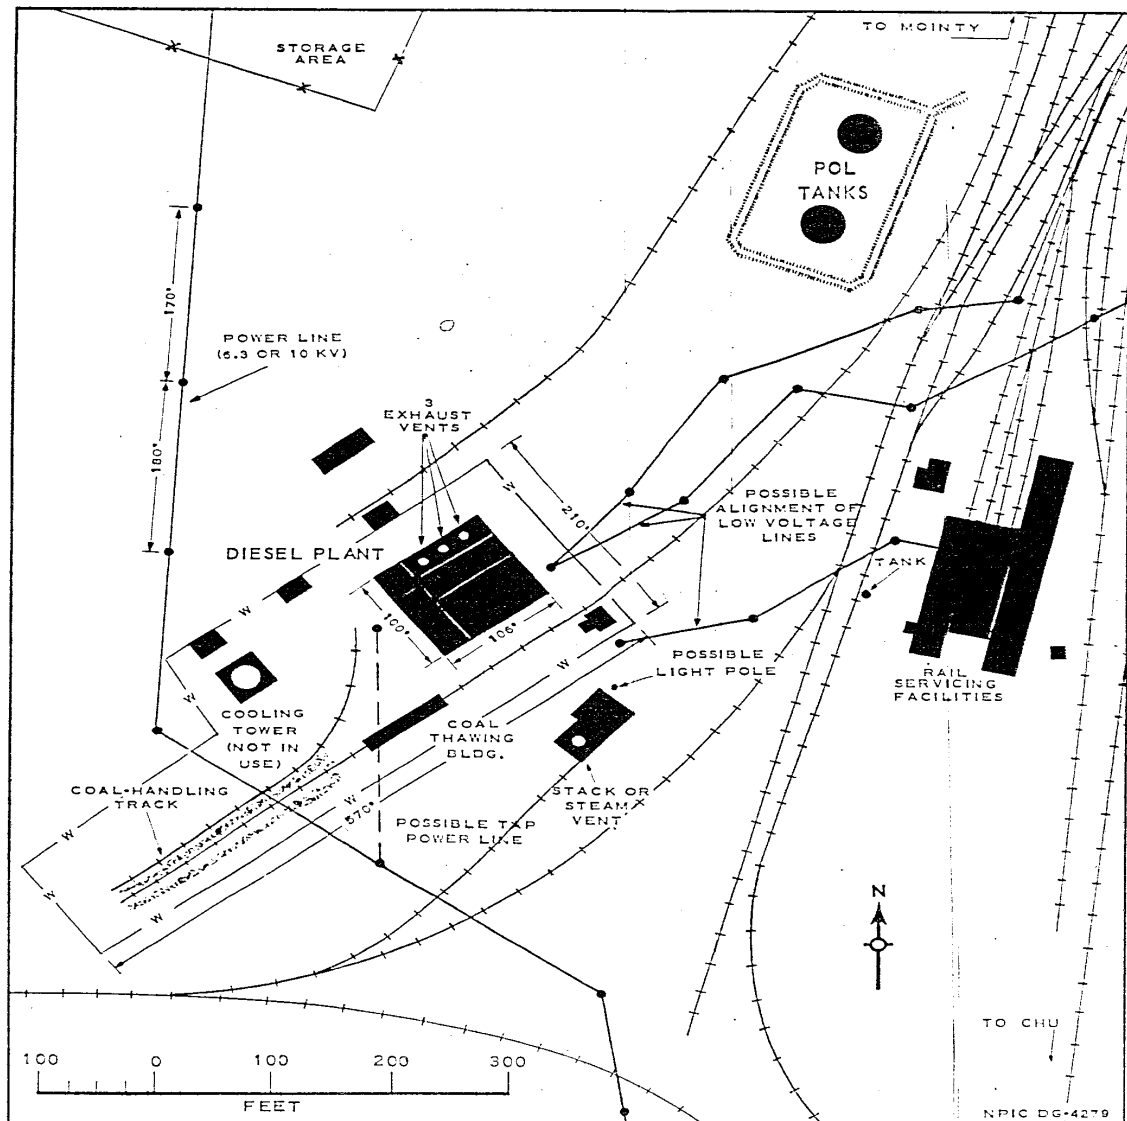 TO MOINTY
STORAGE
AREA
POL
TANKS
170'
POWER LINE
(6.3 OR 10 KV)
3
EXHAUST
VENTS
180'
210'
POSSIBLE
ALIGNMENT OF
LOW VOLTAGE
LINES
DIESEL PLANT
TANK
100'
106'
POSSIBLE
LIGHT POLE
RAIL
SERVICING
FACILITIES
COOLING
TOWER
(NOT IN
USE)
COAL
THAWING
BLDG.
COAL-HANDLING
TRACK
STACK OR
STEAM
VENT
570'
POSSIBLE TAP
POWER LINE
W
W
W
W
W
W
W
W
W
N
TO CHU
100 0 100 200 300
FEET
NPIC DG-4279